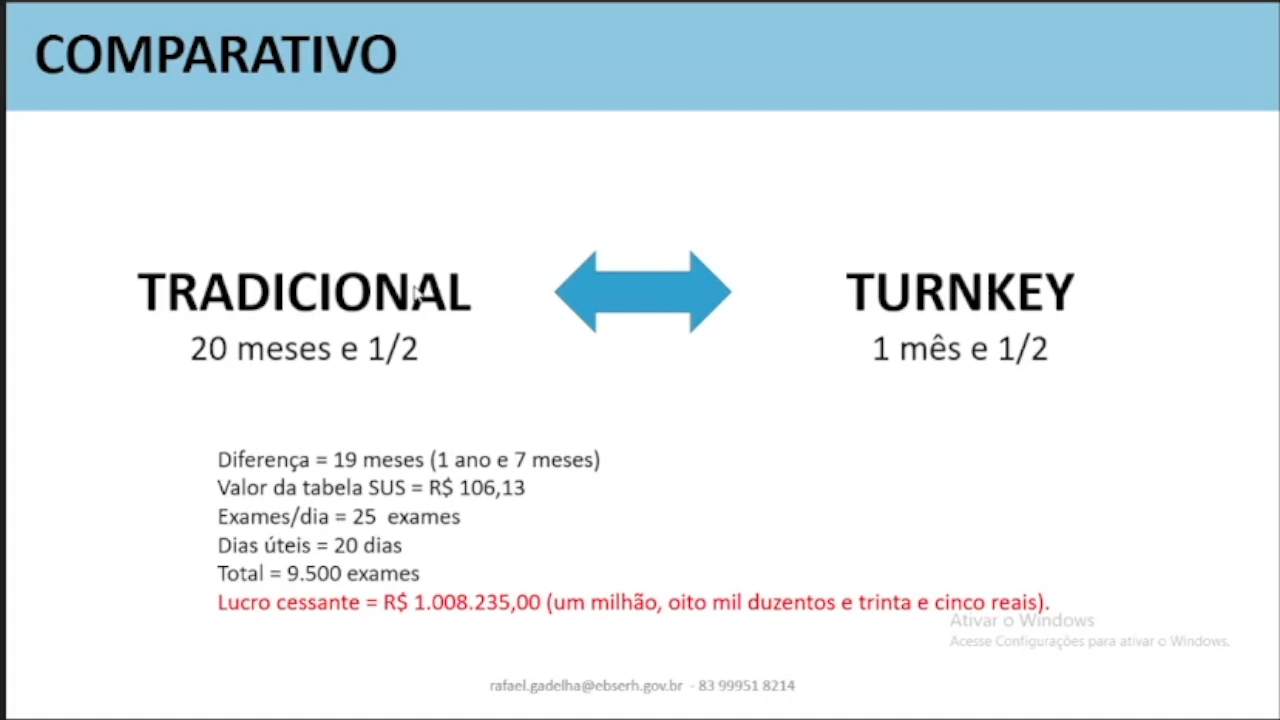 COMPARATIVO
TRADICIONAL
20 meses e 1/2
TURNKEY
1 mês e 1/2
Diferença = 19 meses (1 ano e 7 meses)
Valor da tabela SUS = R$ 106,13
Exames/dia = 25 exames
Dias úteis = 20 dias
Total = 9.500 exames
Lucro cessante = R$ 1.008.235,00 (um milhão, oito mil duzentos e trinta e cinco reais).
Ativar o Windows
Acesse Configurações para ativar o Windows.
rafael.gadelha@ebserh.gov.br - 83 99951 8214